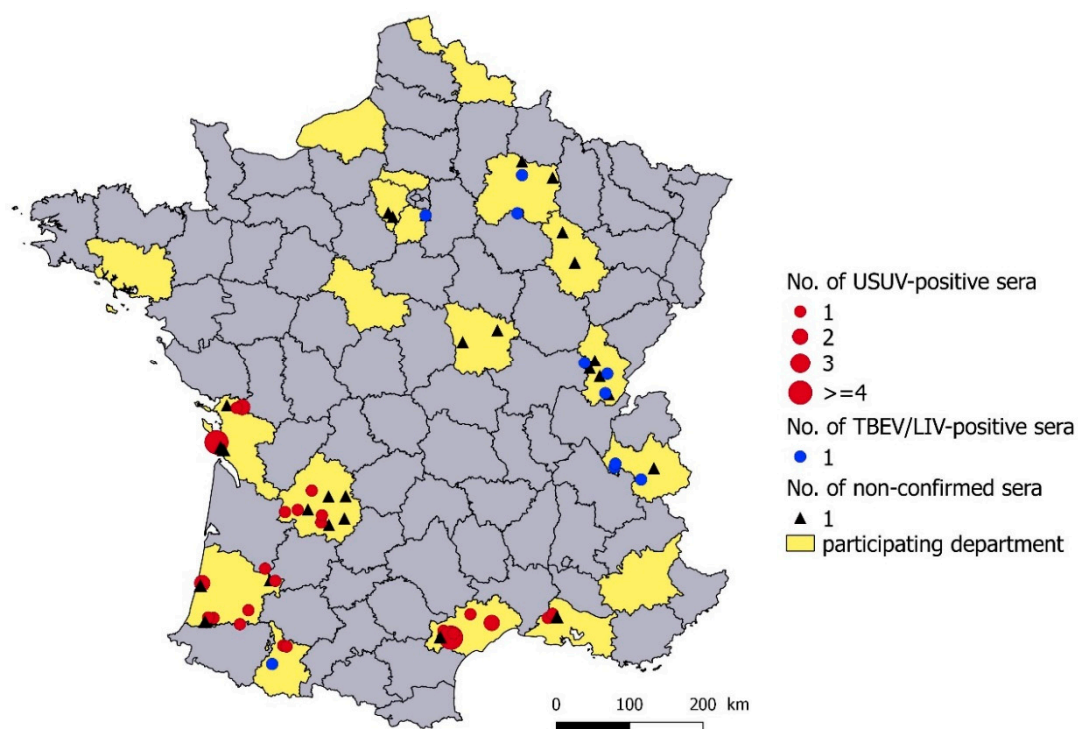 No. of USUV-positive sera
1
2
3
>=4
No. of TBEV/LIV-positive sera
1
No. of non-confirmed sera
1
participating department
0 100 200 km